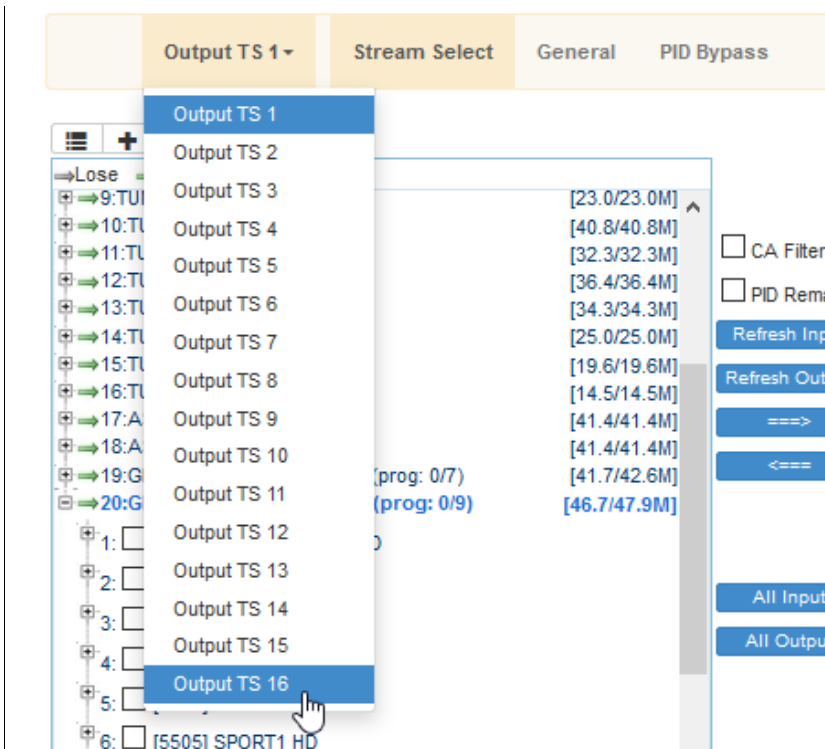 Output TS 1 Stream Select General PID Bypass
Output TS 1
Output TS 2
Output TS 3
Output TS 4
Output TS 5
Output TS 6
Output TS 7
Output TS 8
Output TS 9
Output TS 10
Output TS 11
Output TS 12
Output TS 13
Output TS 14
Output TS 15
Output TS 16
Lose
9:TU [23.0/23.0M]
10:TU [40.8/40.8M]
11:TU [32.3/32.3M]
12:TU [36.4/36.4M]
13:TU [34.3/34.3M]
14:TU [25.0/25.0M]
15:TU [19.6/19.6M]
16:TU [14.5/14.5M]
17:A [41.4/41.4M]
18:A [41.4/41.4M]
19:G (prog: 0/7) [41.7/42.6M]
20:G (prog: 0/9) [46.7/47.9M]
1:
2:
3:
4:
5:
6: [5505] SPORT1 HD
CA Filter
PID Rema
Refresh Inp
Refresh Out
===>
<===
All Input
All Outpu